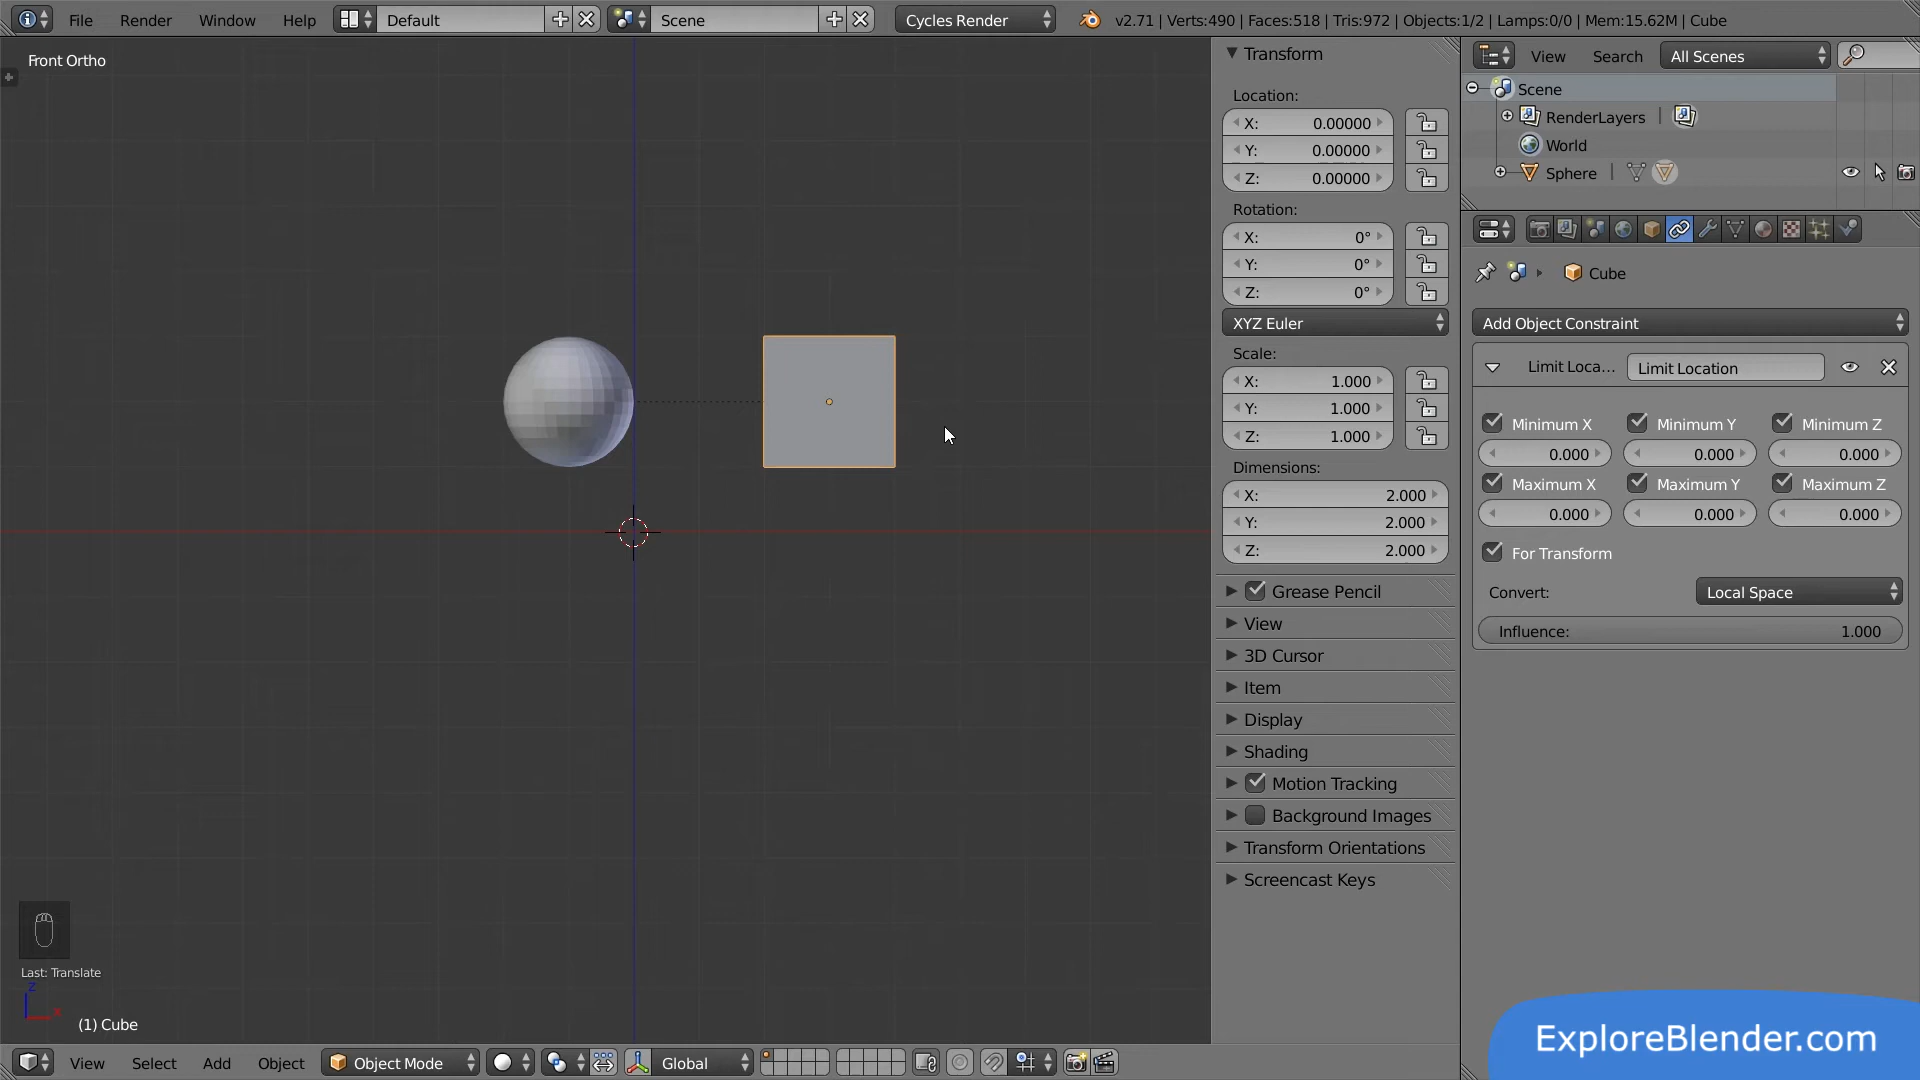 File Render Window Help Default Scene Cycles Render v2.71 | Verts:490 | Faces:518 | Tris:972 | Objects:1/2 | Lamps:0/0 | Mem:15.62M | Cube
Front Ortho
Transform
Location:
X: 0.00000
Y: 0.00000
Z: 0.00000
Rotation:
X: 0°
Y: 0°
Z: 0°
XYZ Euler
Scale:
X: 1.000
Y: 1.000
Z: 1.000
Dimensions:
X: 2.000
Y: 2.000
Z: 2.000
Grease Pencil
View
3D Cursor
Item
Display
Shading
Motion Tracking
Background Images
Transform Orientations
Screencast Keys
View Search All Scenes
Scene
RenderLayers
World
Sphere
Cube
Add Object Constraint
Limit Loca... Limit Location
Minimum X Minimum Y Minimum Z
0.000 0.000 0.000
Maximum X Maximum Y Maximum Z
0.000 0.000 0.000
For Transform
Convert: Local Space
Influence: 1.000
Last: Translate
z
x
(1) Cube
View Select Add Object Object Mode Global
ExploreBlender.com